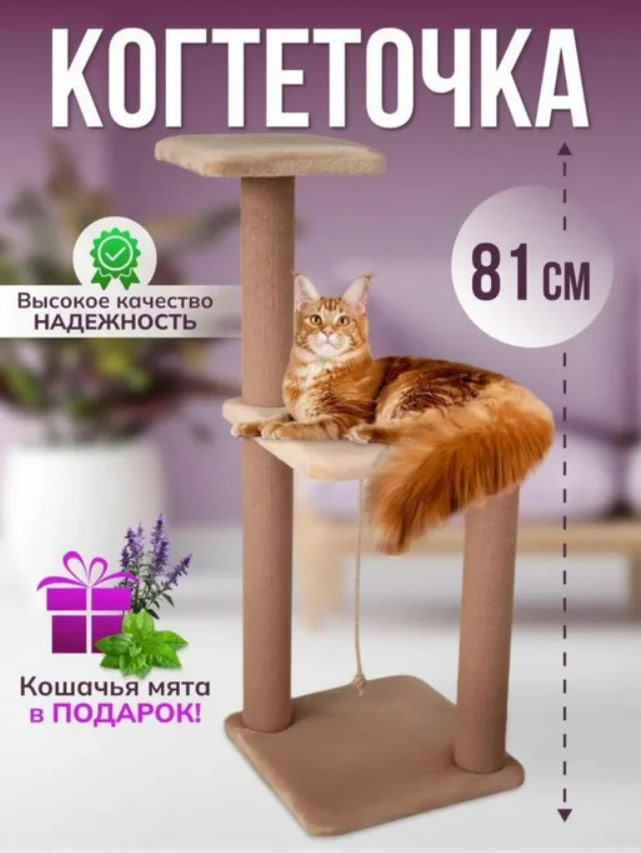 КОГТЕТОЧКА
81 СМ
Высокое качество
НАДЕЖНОСТЬ
Кошачья мята
в ПОДАРОК!